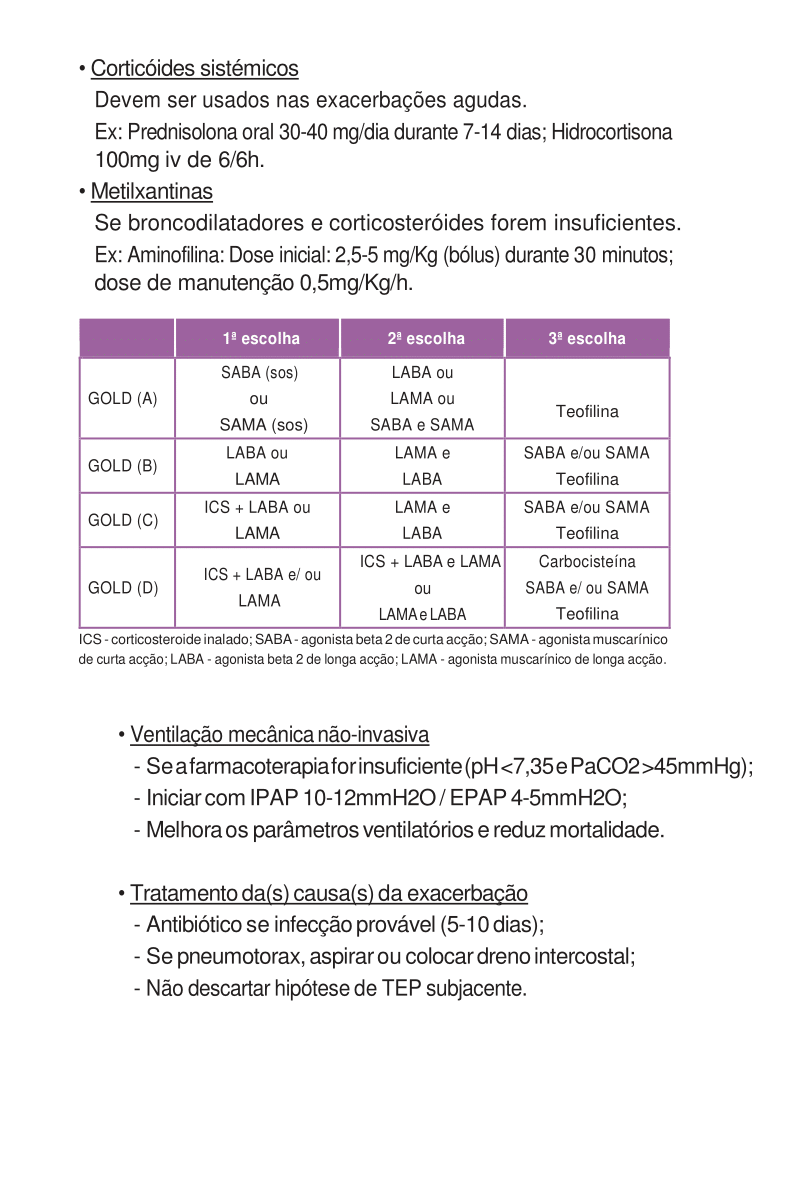 • Corticóides sistémicos
Devem ser usados nas exacerbações agudas.
Ex: Prednisolona oral 30-40 mg/dia durante 7-14 dias; Hidrocortisona
100mg iv de 6/6h.
• Metilxantinas
Se broncodilatadores e corticosteróides forem insuficientes.
Ex: Aminofilina: Dose inicial: 2,5-5 mg/Kg (bólus) durante 30 minutos;
dose de manutenção 0,5mg/Kg/h.
1ª escolha 2ª escolha 3ª escolha
GOLD (A)
SABA (sos)
ou
SAMA (sos)
LABA ou
LAMA ou
SABA e SAMA
Teofilina
GOLD (B)
LABA ou
LAMA
LAMA e
LABA
SABA e/ou SAMA
Teofilina
GOLD (C)
ICS + LABA ou
LAMA
LAMA e
LABA
SABA e/ou SAMA
Teofilina
GOLD (D)
ICS + LABA e/ ou
LAMA
ICS + LABA e LAMA
ou
LAMA e LABA
Carbocisteína
SABA e/ ou SAMA
Teofilina
ICS - corticosteroide inalado; SABA - agonista beta 2 de curta acção; SAMA - agonista muscarínico
de curta acção; LABA - agonista beta 2 de longa acção; LAMA - agonista muscarínico de longa acção.
• Ventilação mecânica não-invasiva
- Se a farmacoterapia for insuficiente (pH <7,35 e PaCO2 >45mmHg);
- Iniciar com IPAP 10-12mmH2O / EPAP 4-5mmH2O;
- Melhora os parâmetros ventilatórios e reduz mortalidade.
• Tratamento da(s) causa(s) da exacerbação
- Antibiótico se infecção provável (5-10 dias);
- Se pneumotorax, aspirar ou colocar dreno intercostal;
- Não descartar hipótese de TEP subjacente.